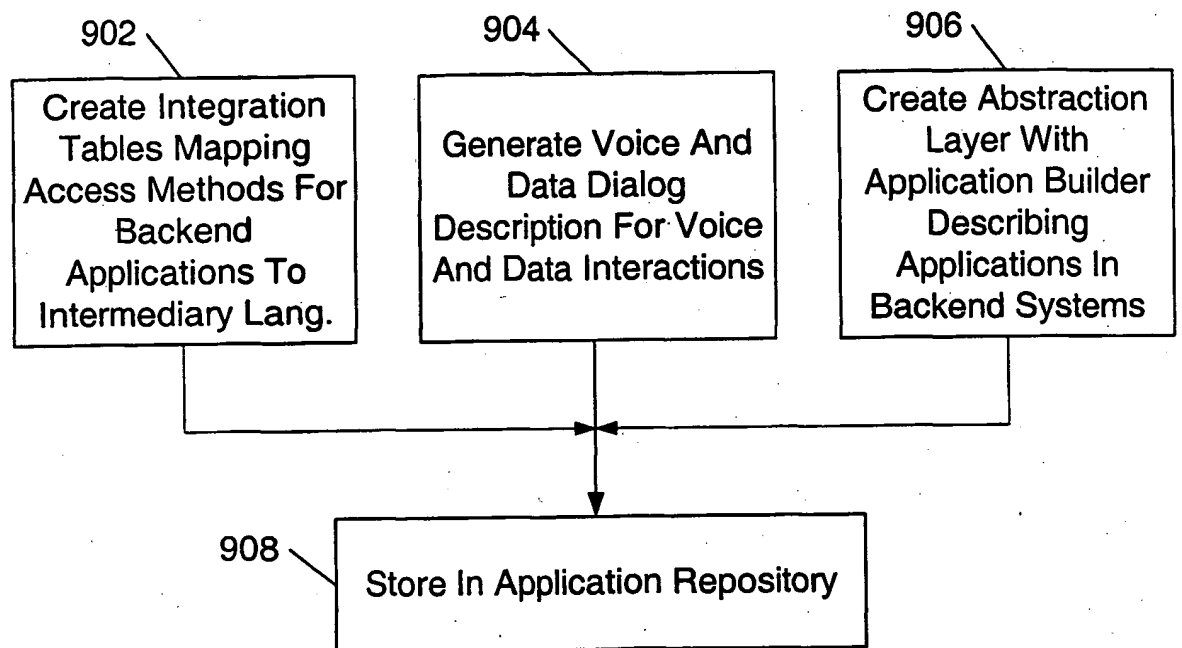 902
Create Integration
Tables Mapping
Access Methods For
Backend
Applications To
Intermediary Lang.
904
Generate Voice And
Data Dialog
Description For Voice
And Data Interactions
906
Create Abstraction
Layer With
Application Builder
Describing
Applications In
Backend Systems
908
Store In Application Repository